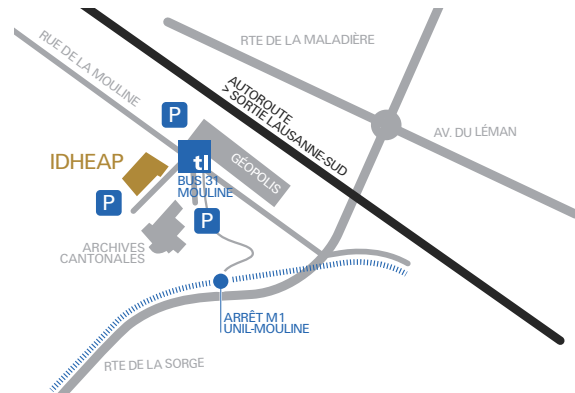 RTE DE LA MALADIÈRE
RUE DE LA MOULINE
AUTOROUTE
> SORTIE LAUSANNE-SUD
AV. DU LÉMAN
P
IDHEAP
tl
GÉOPOLIS
BUS 31
MOULINE
P
P
ARCHIVES
CANTONALES
ARRÊT M1
UNIL-MOULINE
RTE DE LA SORGE